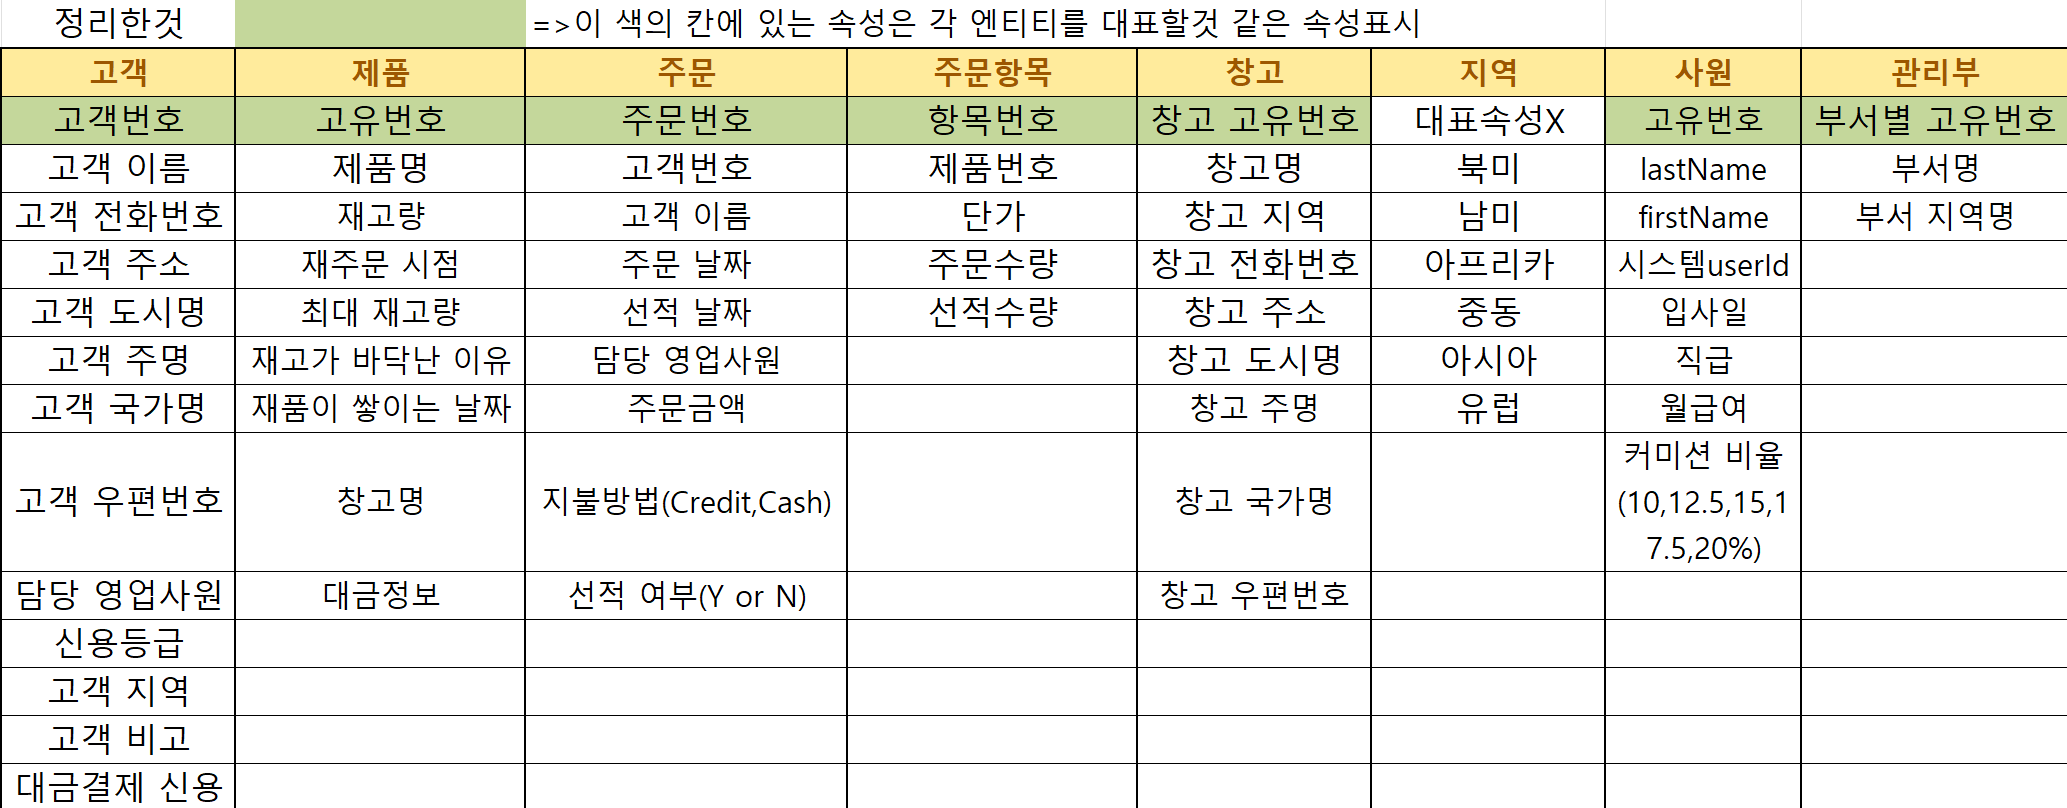 정리한것 =>이 색의 칸에 있는 속성은 각 엔티티를 대표할것 같은 속성표시
고객 제품 주문 주문항목 창고 지역 사원 관리부
고객번호 고유번호 주문번호 항목번호 창고 고유번호 대표속성X 고유번호 부서별 고유번호
고객 이름 제품명 고객번호 제품번호 창고명 북미 lastName 부서명
고객 전화번호 재고량 고객 이름 단가 창고 지역 남미 firstName 부서 지역명
고객 주소 재주문 시점 주문 날짜 주문수량 창고 전화번호 아프리카 시스템userId
고객 도시명 최대 재고량 선적 날짜 선적수량 창고 주소 중동 입사일
고객 주명 재고가 바닥난 이유 담당 영업사원 창고 도시명 아시아 직급
고객 국가명 재품이 쌓이는 날짜 주문금액 창고 주명 유럽 월급여
고객 우편번호 창고명 지불방법(Credit,Cash) 창고 국가명 커미션 비율
(10,12.5,15,1
7.5,20%)
담당 영업사원 대금정보 선적 여부(Y or N) 창고 우편번호
신용등급
고객 지역
고객 비고
대금결제 신용